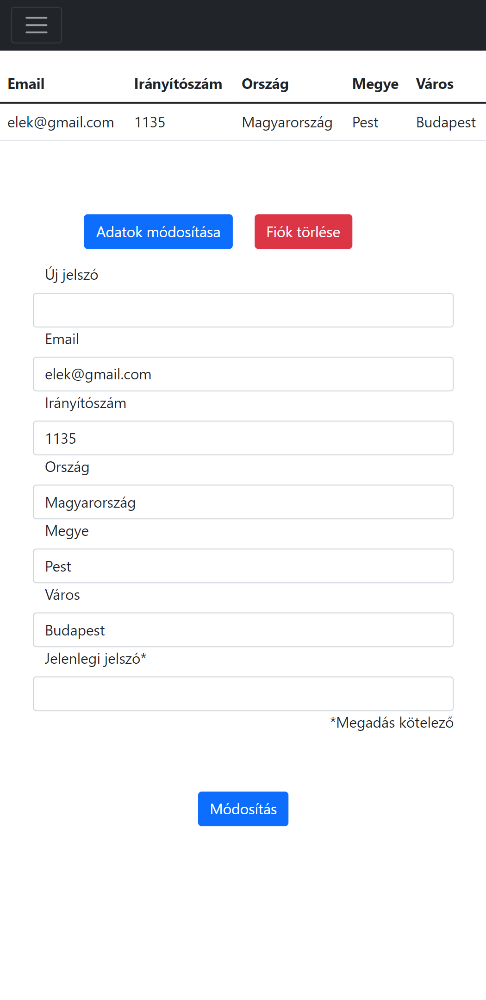 Email Irányítószám Ország Megye Város
elek@gmail.com 1135 Magyarország Pest Budapest
Adatok módosítása Fiók törlése
Új jelszó
Email
elek@gmail.com
Irányítószám
1135
Ország
Magyarország
Megye
Pest
Város
Budapest
Jelenlegi jelszó*
*Megadás kötelező
Módosítás